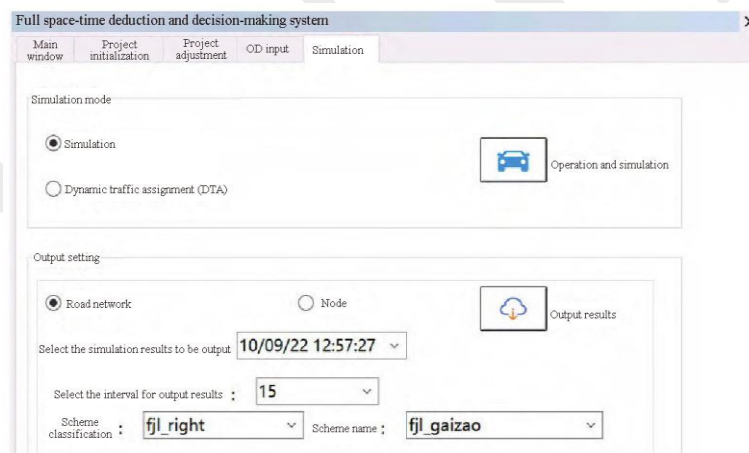 Full space-time deduction and decision-making system
Main window
Project initialization
Project adjustment
OD input
Simulation
Simulation mode
Simulation
Operation and simulation
Dynamic traffic assignment (DTA)
Output setting
Road network
Node
Output results
Select the simulation results to be output 10/09/22 12:57:27
Select the interval for output results : 15
Scheme classification : fjl_right Scheme name : fjl_gaizao